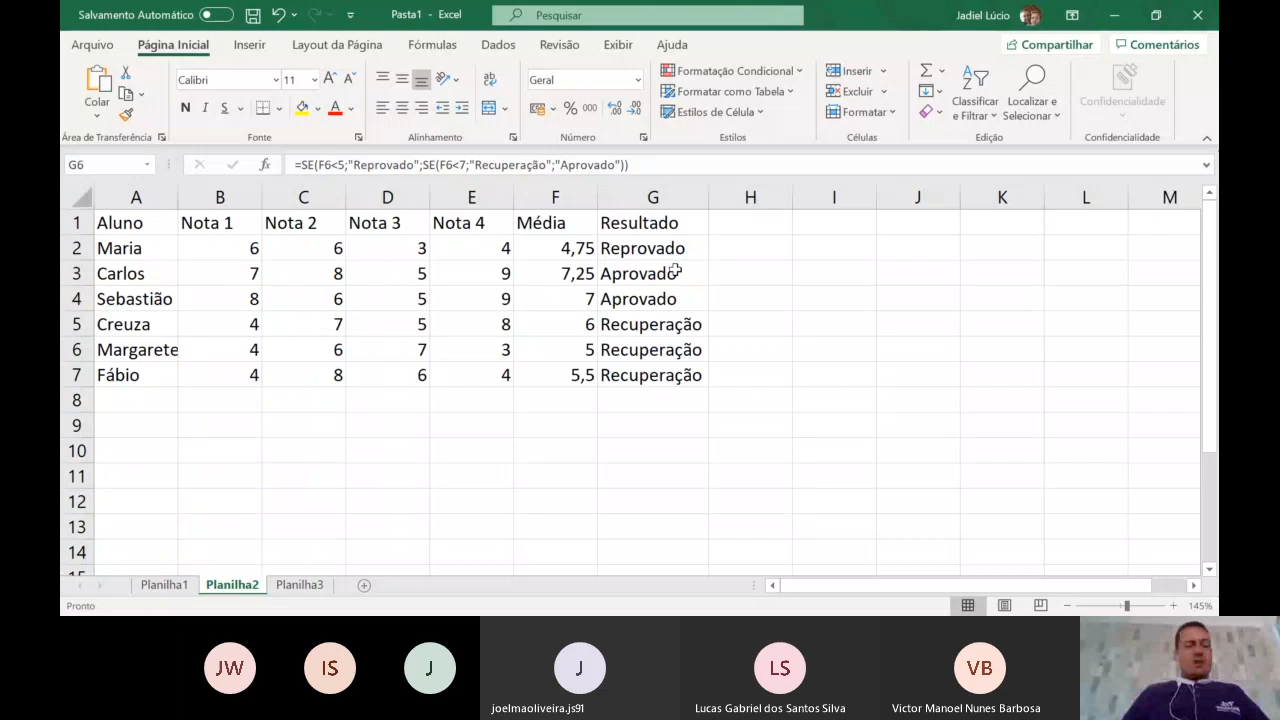 Salvamento Automático
Pasta1 - Excel
Pesquisar
Jadiel Lúcio
Arquivo Página Inicial Inserir Layout da Página Fórmulas Dados Revisão Exibir Ajuda
Compartilhar Comentários
Colar
Calibri 11
N I S
ab
Geral
% 000
Formatação Condicional
Formatar como Tabela
Estilos de Célula
Inserir
Excluir
Formatar
Classificar e Filtrar
Localizar e Selecionar
Confidencialidade
Área de Transferência Fonte Alinhamento Número Estilos Células Edição Confidencialidade
G6 fx =SE(F6<5;"Reprovado";SE(F6<7;"Recuperação";"Aprovado"))
A B C D E F G H I J K L M
1 Aluno Nota 1 Nota 2 Nota 3 Nota 4 Média Resultado
2 Maria 6 6 3 4 4,75 Reprovado
3 Carlos 7 8 5 9 7,25 Aprovado
4 Sebastião 8 6 5 9 7 Aprovado
5 Creuza 4 7 5 8 6 Recuperação
6 Margarete 4 6 7 3 5 Recuperação
7 Fábio 4 8 6 4 5,5 Recuperação
8
9
10
11
12
13
14
15
Planilha1 Planilha2 Planilha3
Pronto
145%
JW IS J J LS VB
joelmaoliveira.js91 Lucas Gabriel dos Santos Silva Victor Manoel Nunes Barbosa